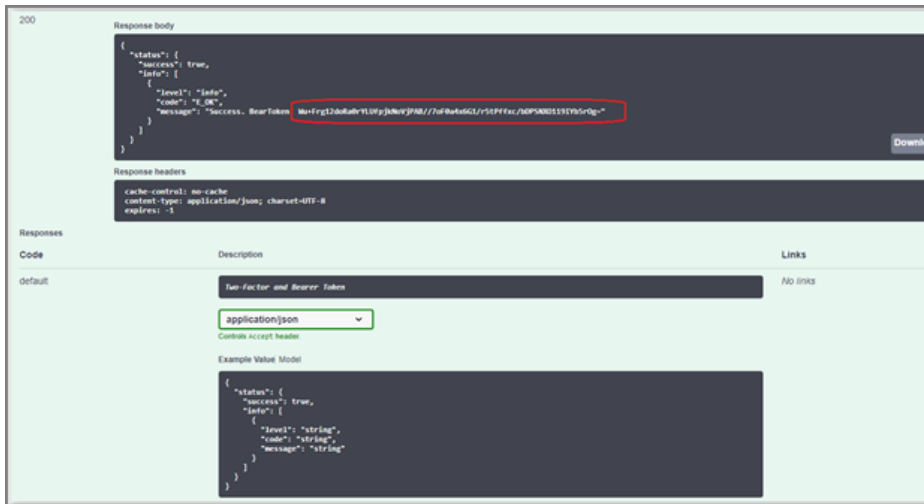 200
Response body
{
"status": {
"success": true,
"info": [
{
"level": "info",
"code": "E_OK",
"message": "Success. BearToken
}
]
}
}
Downl
Response headers
cache-control: no-cache
content-type: application/json; charset=UTF-8
expires: -1
Responses
Code Description Links
default Two-Factor and Bearer Token No links
application/json
Controls Accept header.
Example Value Model
{
"status": {
"success": true,
"info": [
{
"level": "string",
"code": "string",
"message": "string"
}
]
}
}